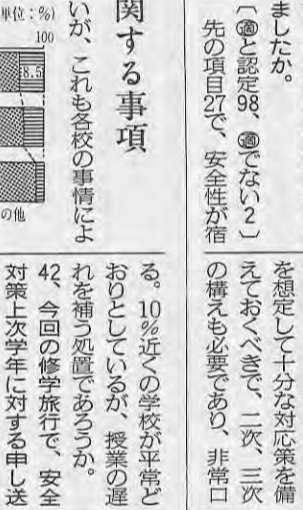 ましたか。
〔㊜と認定98、㊜でない2〕
先の項目27で、安全性が宿
を想定して十分な対応策を備
えておくべきで、二次、三次
の構えも必要であり、非常口
関する事項
いが、これも各校の事情によ
単位:%)
100
8.5
の他
る。10%近くの学校が平常ど
おりとしているが、授業の遅
れを補う処置であろうか。
42、今回の修学旅行で、安全
対策上次学年に対する申し送